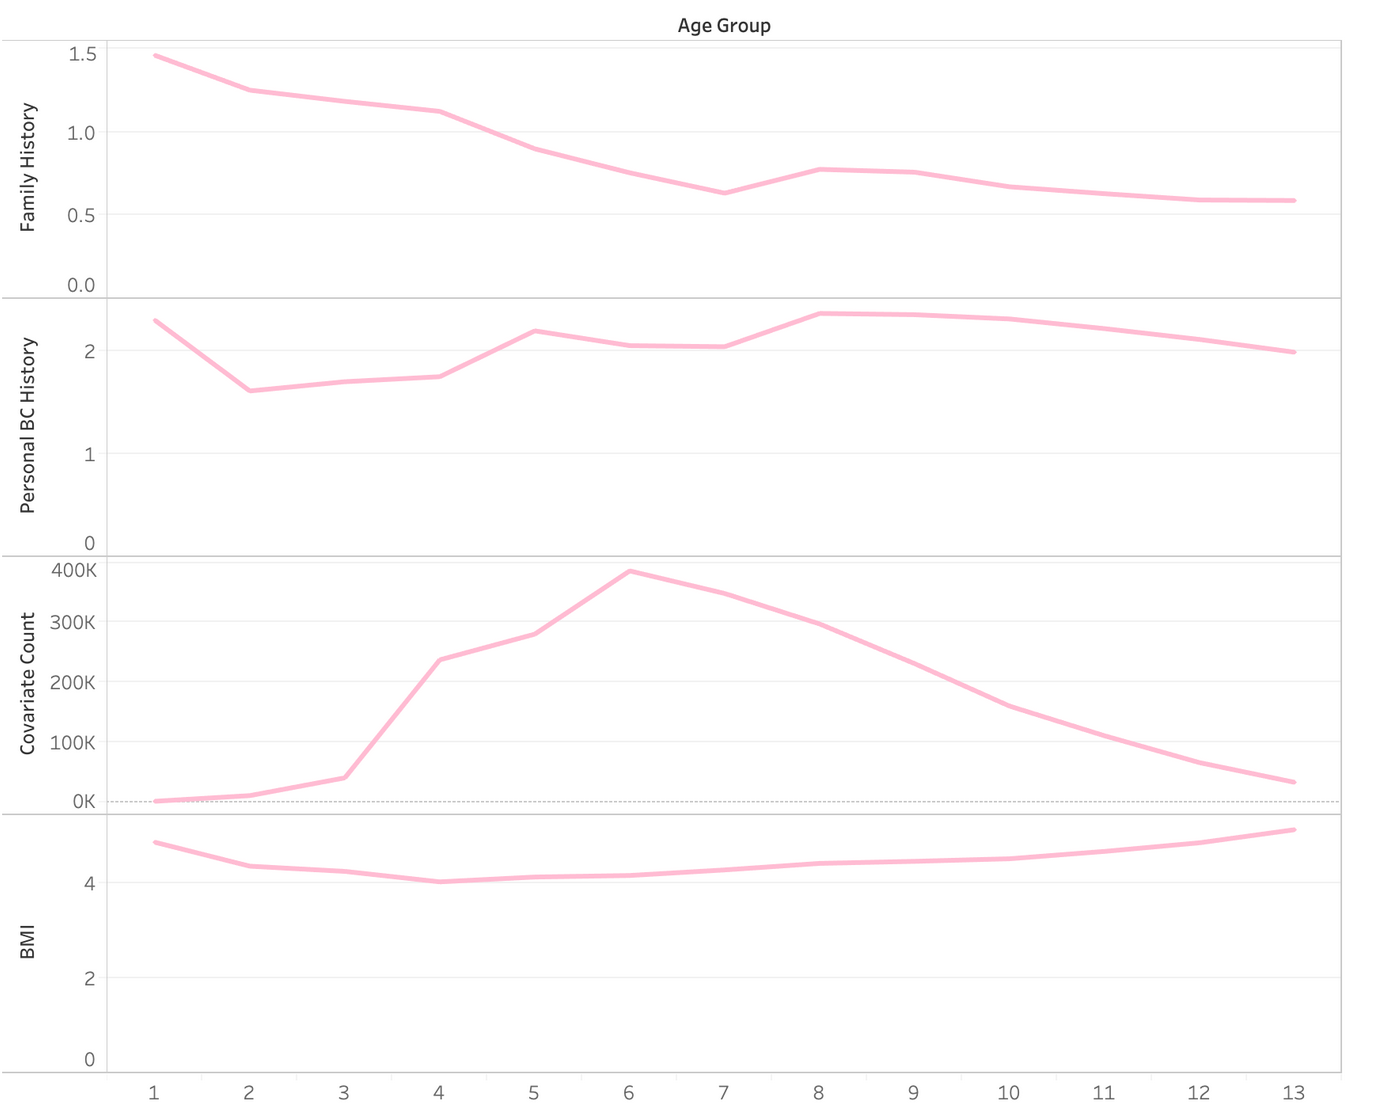 Age Group
Family History
1.5
1.0
0.5
0.0
Personal BC History
2
1
0
Covariate Count
400K
300K
200K
100K
0K
BMI
4
2
0
1 2 3 4 5 6 7 8 9 10 11 12 13